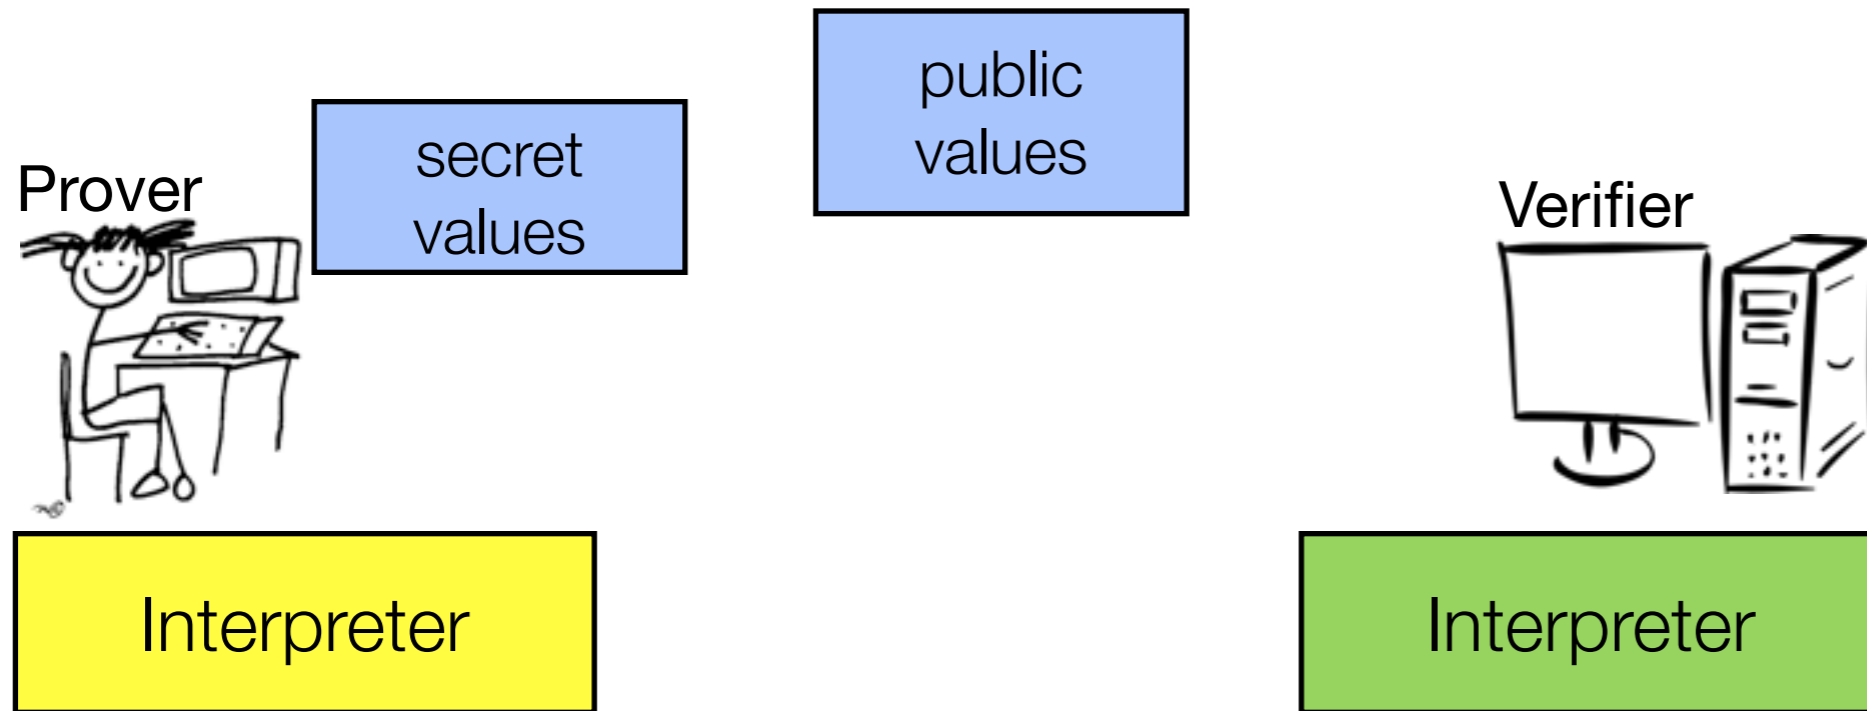 public
values
secret
values
Prover
Verifier
Interpreter
Interpreter